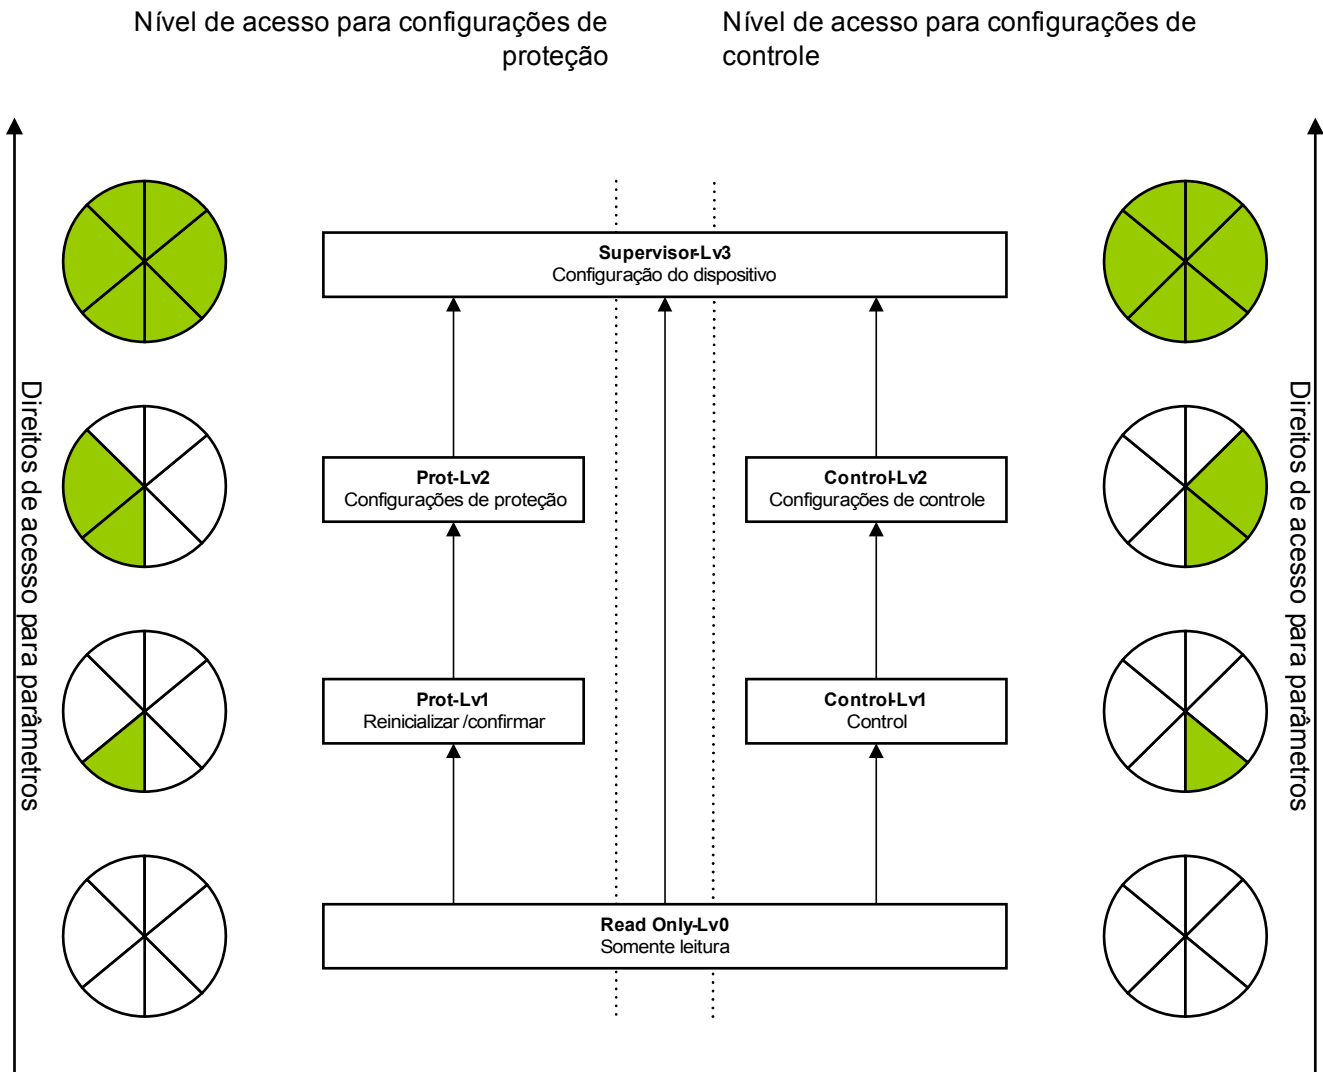 Nível de acesso para configurações de
proteção
Nível de acesso para configurações de
controle
Direitos de acesso para parâmetros
Supervisor-Lv3
Configuração do dispositivo
Prot-Lv2
Configurações de proteção
Control-Lv2
Configurações de controle
Prot-Lv1
Reinicializar /confirmar
Control-Lv1
Control
Read Only-Lv0
Somente leitura
Direitos de acesso para parâmetros